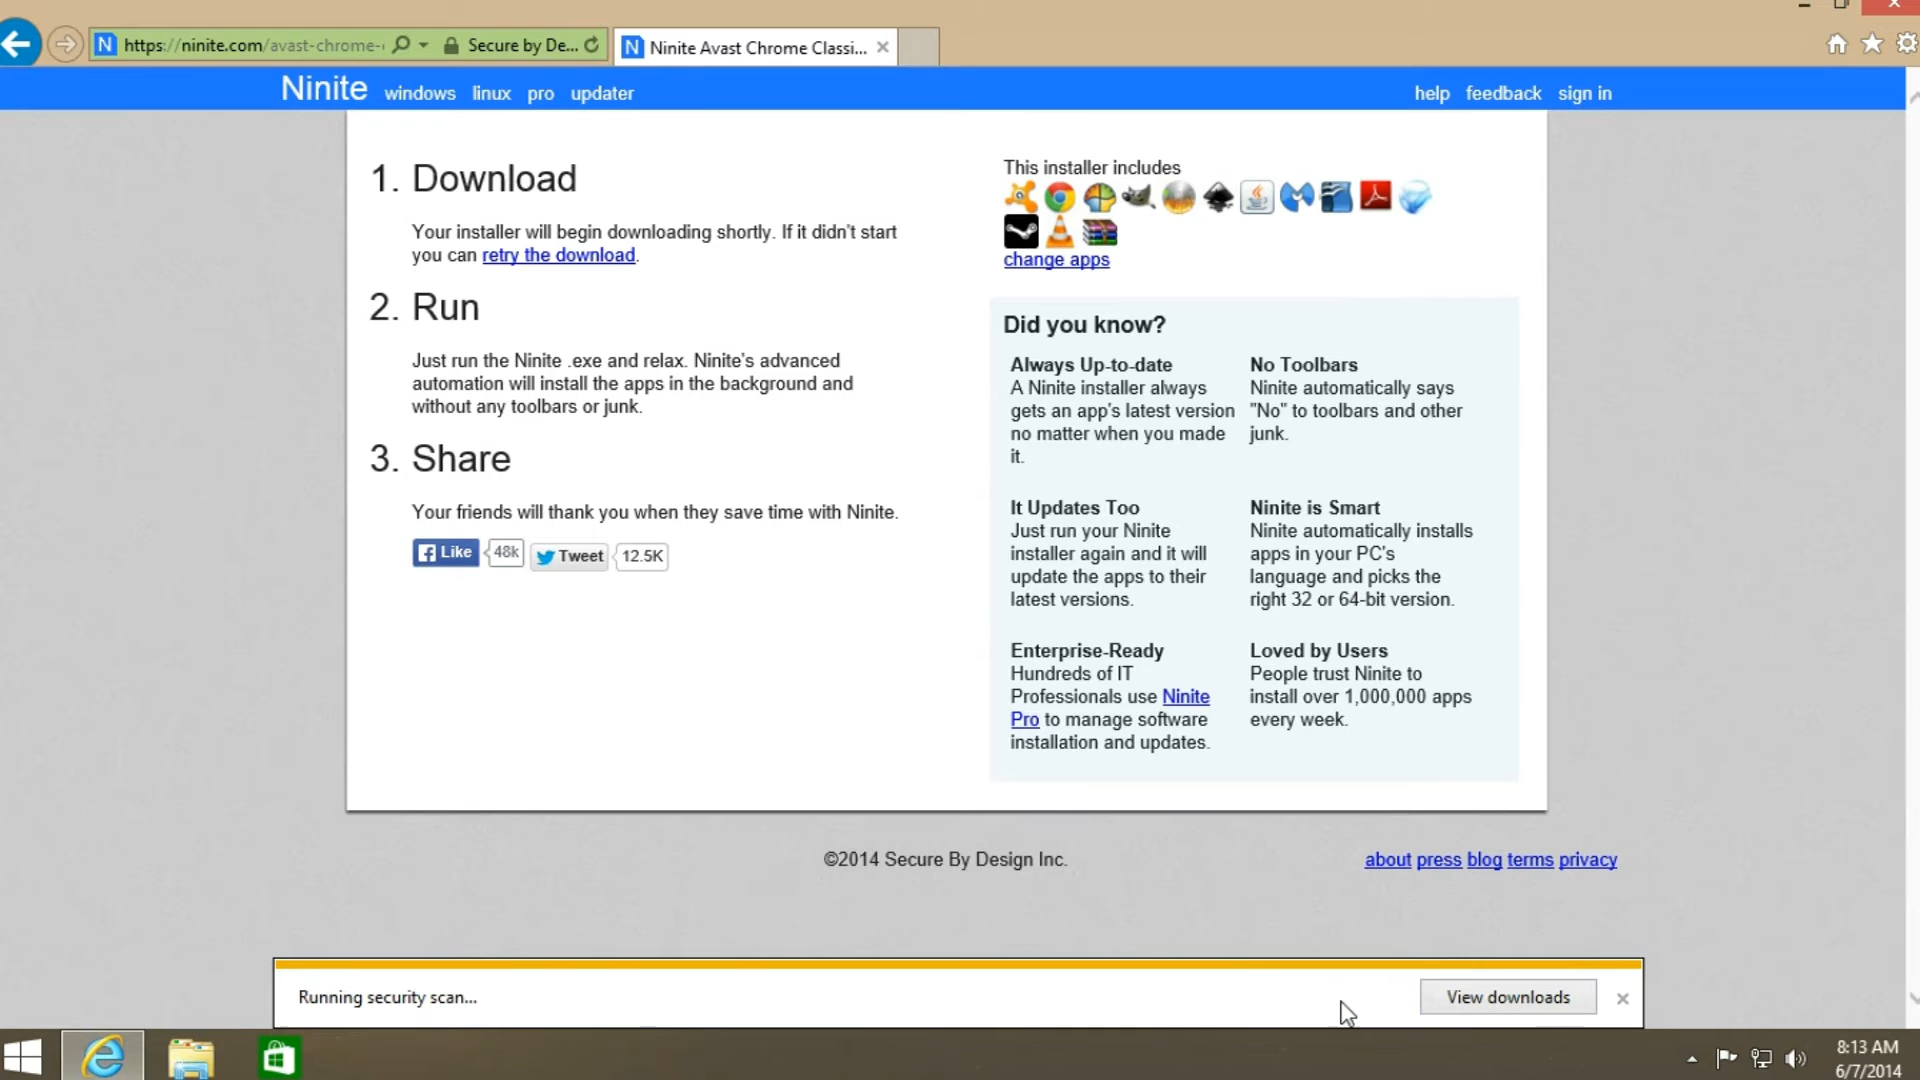 https://ninite.com/avast-chrome- Secure by De... Ninite Avast Chrome Classi...
Ninite windows linux pro updater help feedback sign in
1. Download
Your installer will begin downloading shortly. If it didn't start
you can retry the download.
2. Run
Just run the Ninite .exe and relax. Ninite's advanced
automation will install the apps in the background and
without any toolbars or junk.
3. Share
Your friends will thank you when they save time with Ninite.
Like 48k Tweet 12.5K
This installer includes
change apps
Did you know?
Always Up-to-date
A Ninite installer always
gets an app's latest version
no matter when you made
it.
No Toolbars
Ninite automatically says
"No" to toolbars and other
junk.
It Updates Too
Just run your Ninite
installer again and it will
update the apps to their
latest versions.
Ninite is Smart
Ninite automatically installs
apps in your PC's
language and picks the
right 32 or 64-bit version.
Enterprise-Ready
Hundreds of IT
Professionals use Ninite
Pro to manage software
installation and updates.
Loved by Users
People trust Ninite to
install over 1,000,000 apps
every week.
©2014 Secure By Design Inc.
about press blog terms privacy
Running security scan...
View downloads
8:13 AM
6/7/2014